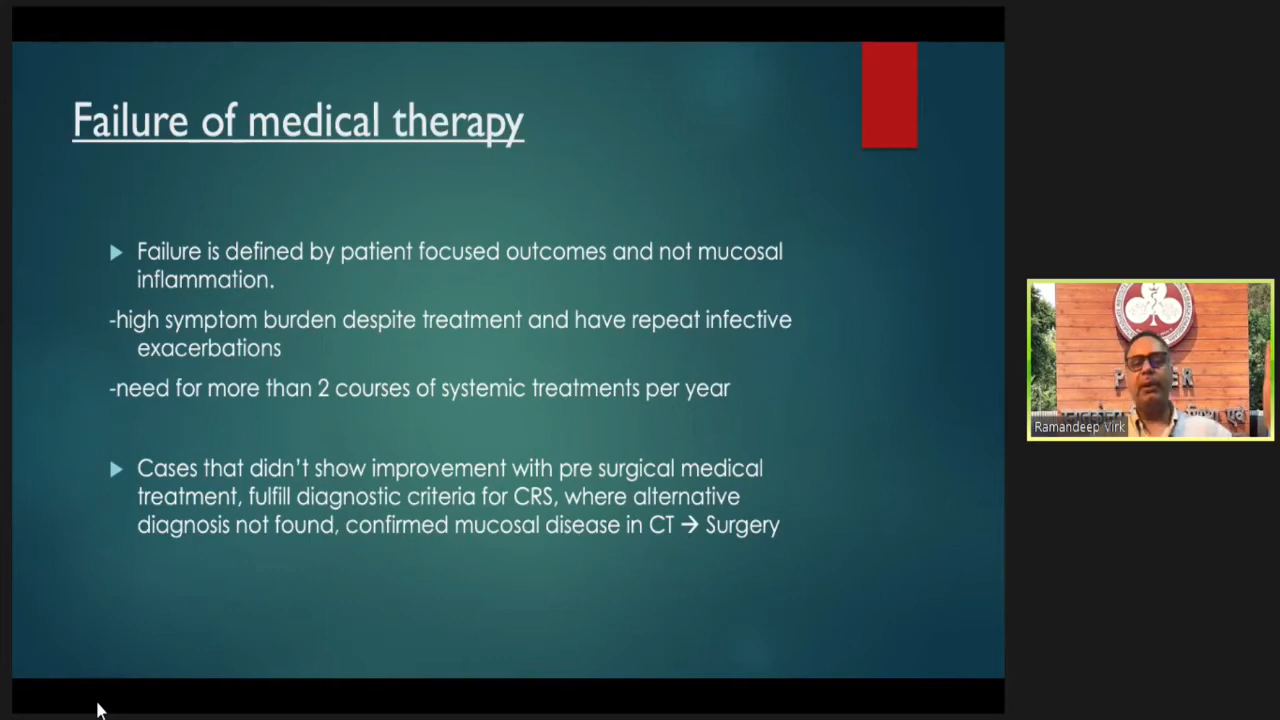 Failure of medical therapy
Failure is defined by patient focused outcomes and not mucosal
inflammation.
-high symptom burden despite treatment and have repeat infective
exacerbations
-need for more than 2 courses of systemic treatments per year
Cases that didn't show improvement with pre surgical medical
treatment, fulfill diagnostic criteria for CRS, where alternative
diagnosis not found, confirmed mucosal disease in CT → Surgery
Ramandeep Virk